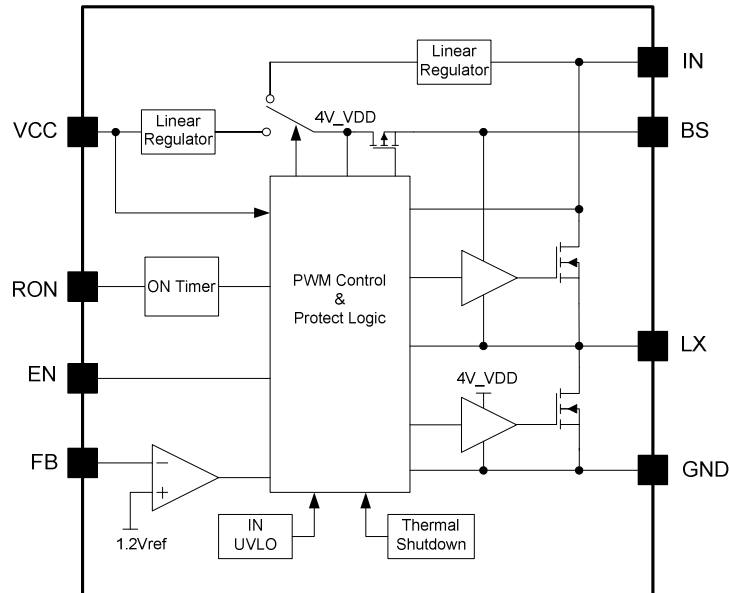 Linear
Regulator
IN
VCC
Linear
Regulator
4V_VDD
BS
RON
ON Timer
PWM Control
&
Protect Logic
LX
EN
4V_VDD
FB
−
+
1.2Vref
GND
IN
UVLO
Thermal
Shutdown